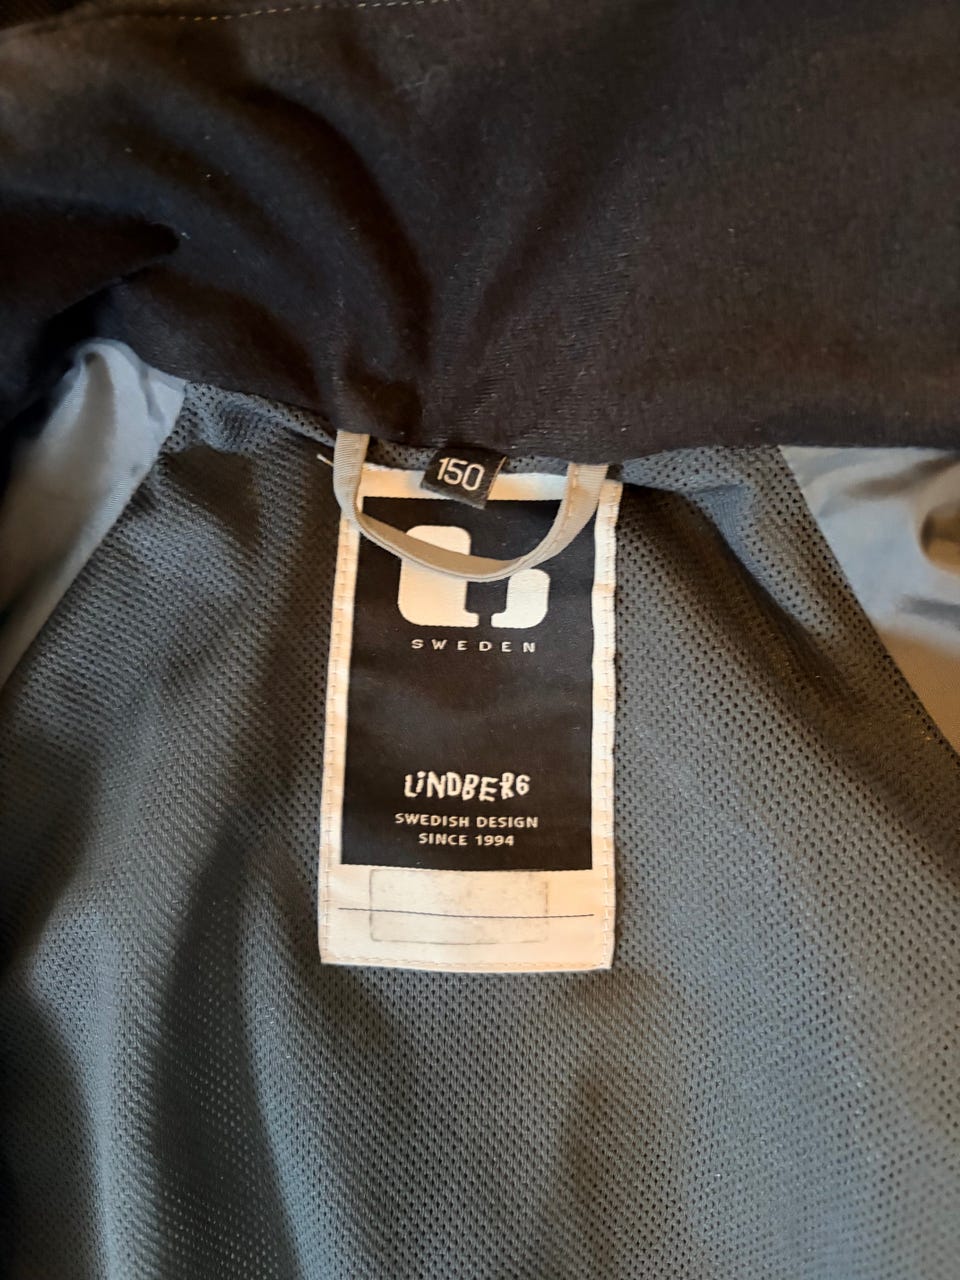 150
SWEDEN
LINDBERG
SWEDISH DESIGN
SINCE 1994